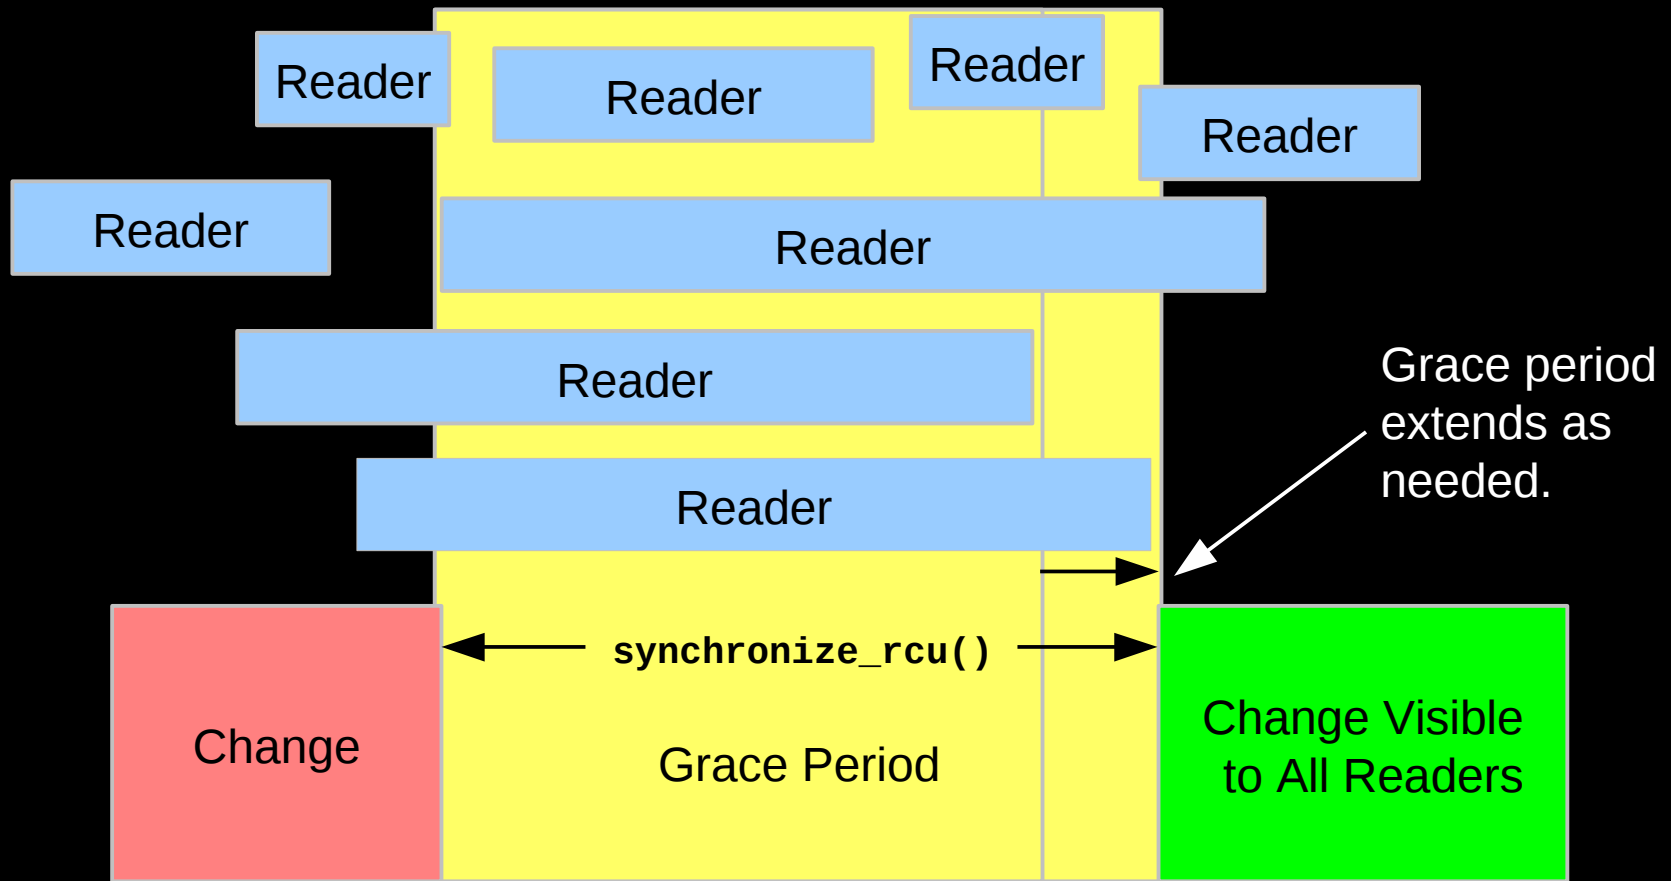 Reader
Reader
Reader
Reader
Reader
Reader
Reader
Reader
Grace period
extends as
needed.
synchronize_rcu()
Change
Grace Period
Change Visible
to All Readers